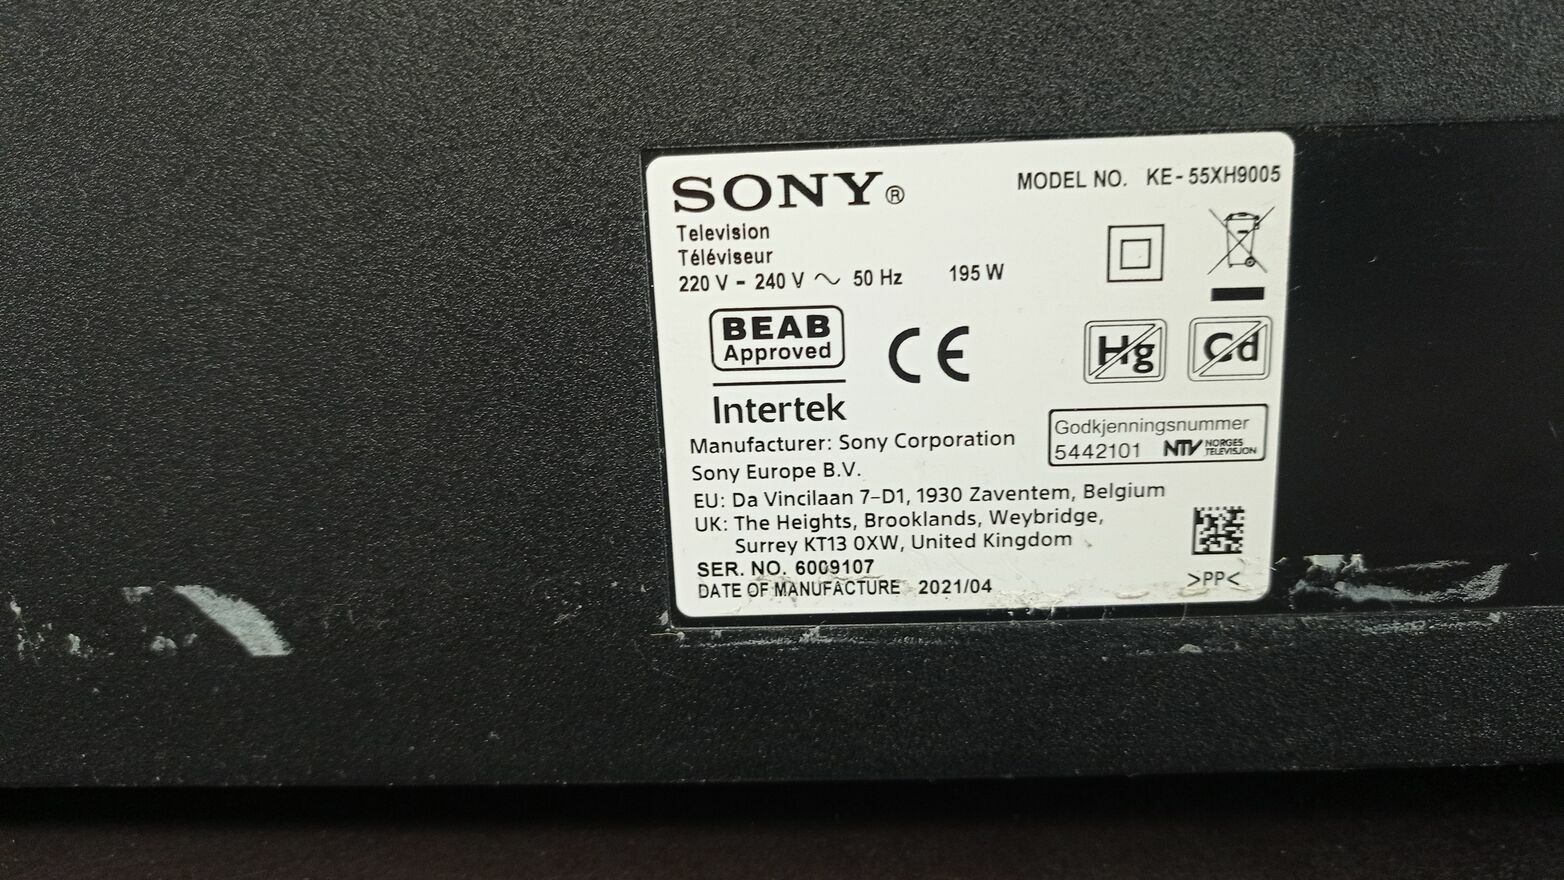 SONY®
MODEL NO. KE-55XH9005
Television
Téléviseur
220 V - 240 V ~ 50 Hz 195 W
BEAB
Approved
Intertek
CE
Hg
Cd
Godkjenningsnummer
5442101 NTV NORGES
TELEVISJON
Manufacturer: Sony Corporation
Sony Europe B.V.
EU: Da Vincilaan 7-D1, 1930 Zaventem, Belgium
UK: The Heights, Brooklands, Weybridge,
Surrey KT13 0XW, United Kingdom
SER. NO. 6009107
DATE OF MANUFACTURE 2021/04
>PP<